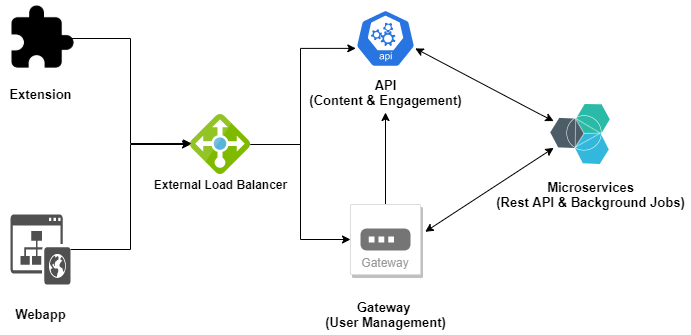 Extension
api
API
(Content & Engagement)
External Load Balancer
Microservices
(Rest API & Background Jobs)
Gateway
Webapp
Gateway
(User Management)